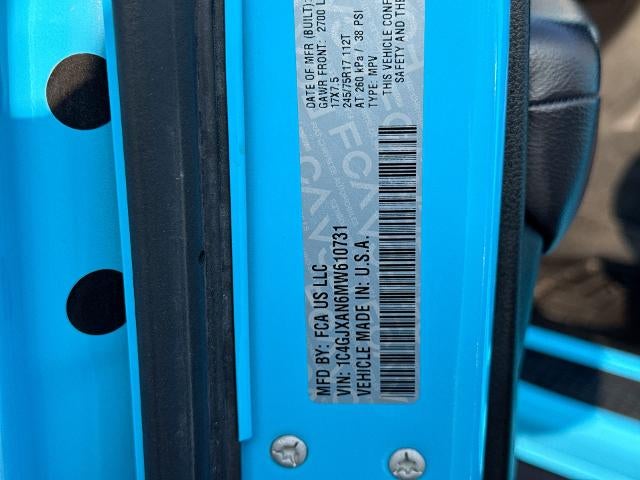 MFD BY: FCA US LLC
DATE OF MFR (BUILT):
GAWR FRONT: 2700 L
17X7.5
245/75R17 112T
AT 260 kPa / 38 PSI
TYPE: MPV
THIS VEHICLE CONF
SAFETY AND THE
VIN: 1C4GJXAN6MW610731
VEHICLE MADE IN: U.S.A.
FCA